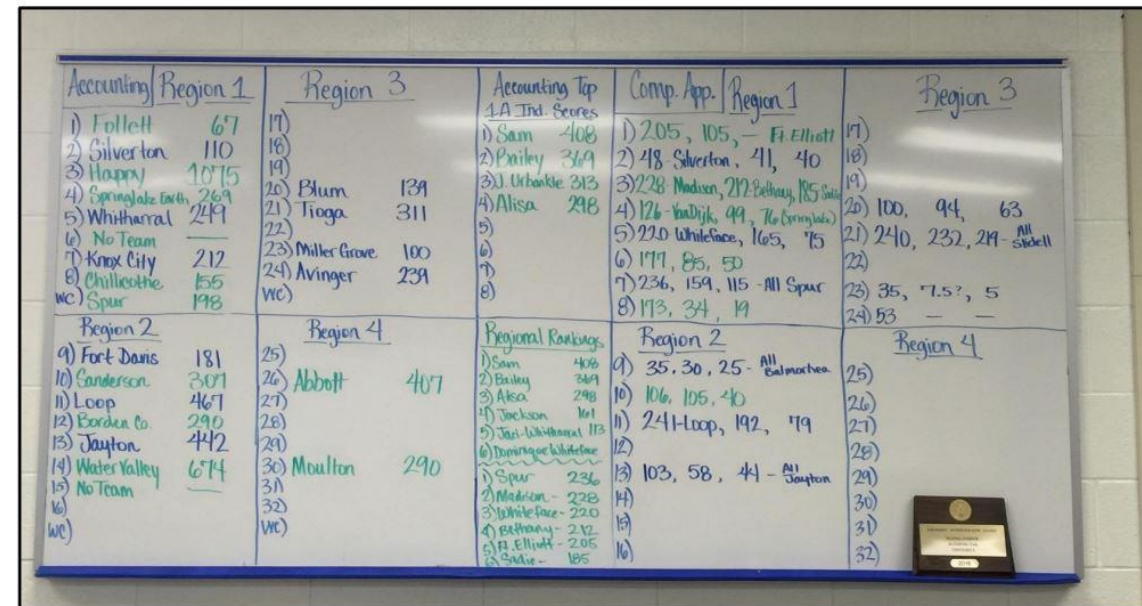 Accounting Region 1
1) Follett 67
2) Silverton 110
3) Happy 1075
4) Springlake Earth 269
5) Whitharral 249
6) No Team —
7) Knox City 212
8) Chillicothe 155
WC) Spur 198
Region 3
17)
18)
19)
20) Blum 139
21) Tioga 311
22)
23) Miller Grove 100
24) Avinger 239
WC)
Accounting Top
1A Ind. Scores
1) Sam 408
2) Bailey 369
3) J. Urbankle 313
4) Alisa 298
5)
6)
7)
8)
Comp. App. Region 1
1) 205, 105, — Ft. Elliott
2) 48-Silverton, 41, 40
3) 228-Madison, 212-Bethany, 185 Sadie
4) 126-VanDijk, 99, 76 (Springlake)
5) 220 Whiteface, 165, 75
6) 177, 85, 50
7) 236, 159, 115 - All Spur
8) 173, 34, 19
Region 3
17)
18)
19)
20) 100, 94, 63
21) 240, 232, 219- All Slidell
22)
23) 35, 7.5?, 5
24) 53 — —
Region 2
9) Fort Davis 181
10) Sanderson 307
11) Loop 467
12) Borden Co. 290
13) Jayton 442
14) Water Valley 674
15) No Team —
16)
WC)
Region 4
25)
26) Abbott 407
27)
28)
29)
30) Moulton 290
31)
32)
WC)
Regional Rankings
1) Sam 408
2) Bailey 369
3) Alisa 298
4) Jackson 161
5) Jaci-Whitharral 113
6) Dominique Whiteface
1) Spur 236
2) Madison - 228
3) Whiteface - 220
4) Bethany - 212
5) Ft. Elliott - 205
6) Sadie - 185
Region 2
9) 35, 30, 25- All Balmorhea
10) 106, 105, 40
11) 241-Loop, 192, 79
12)
13) 103, 58, 44 - All Jayton
14)
15)
16)
Region 4
25)
26)
27)
28)
29)
30)
31)
32)
2016